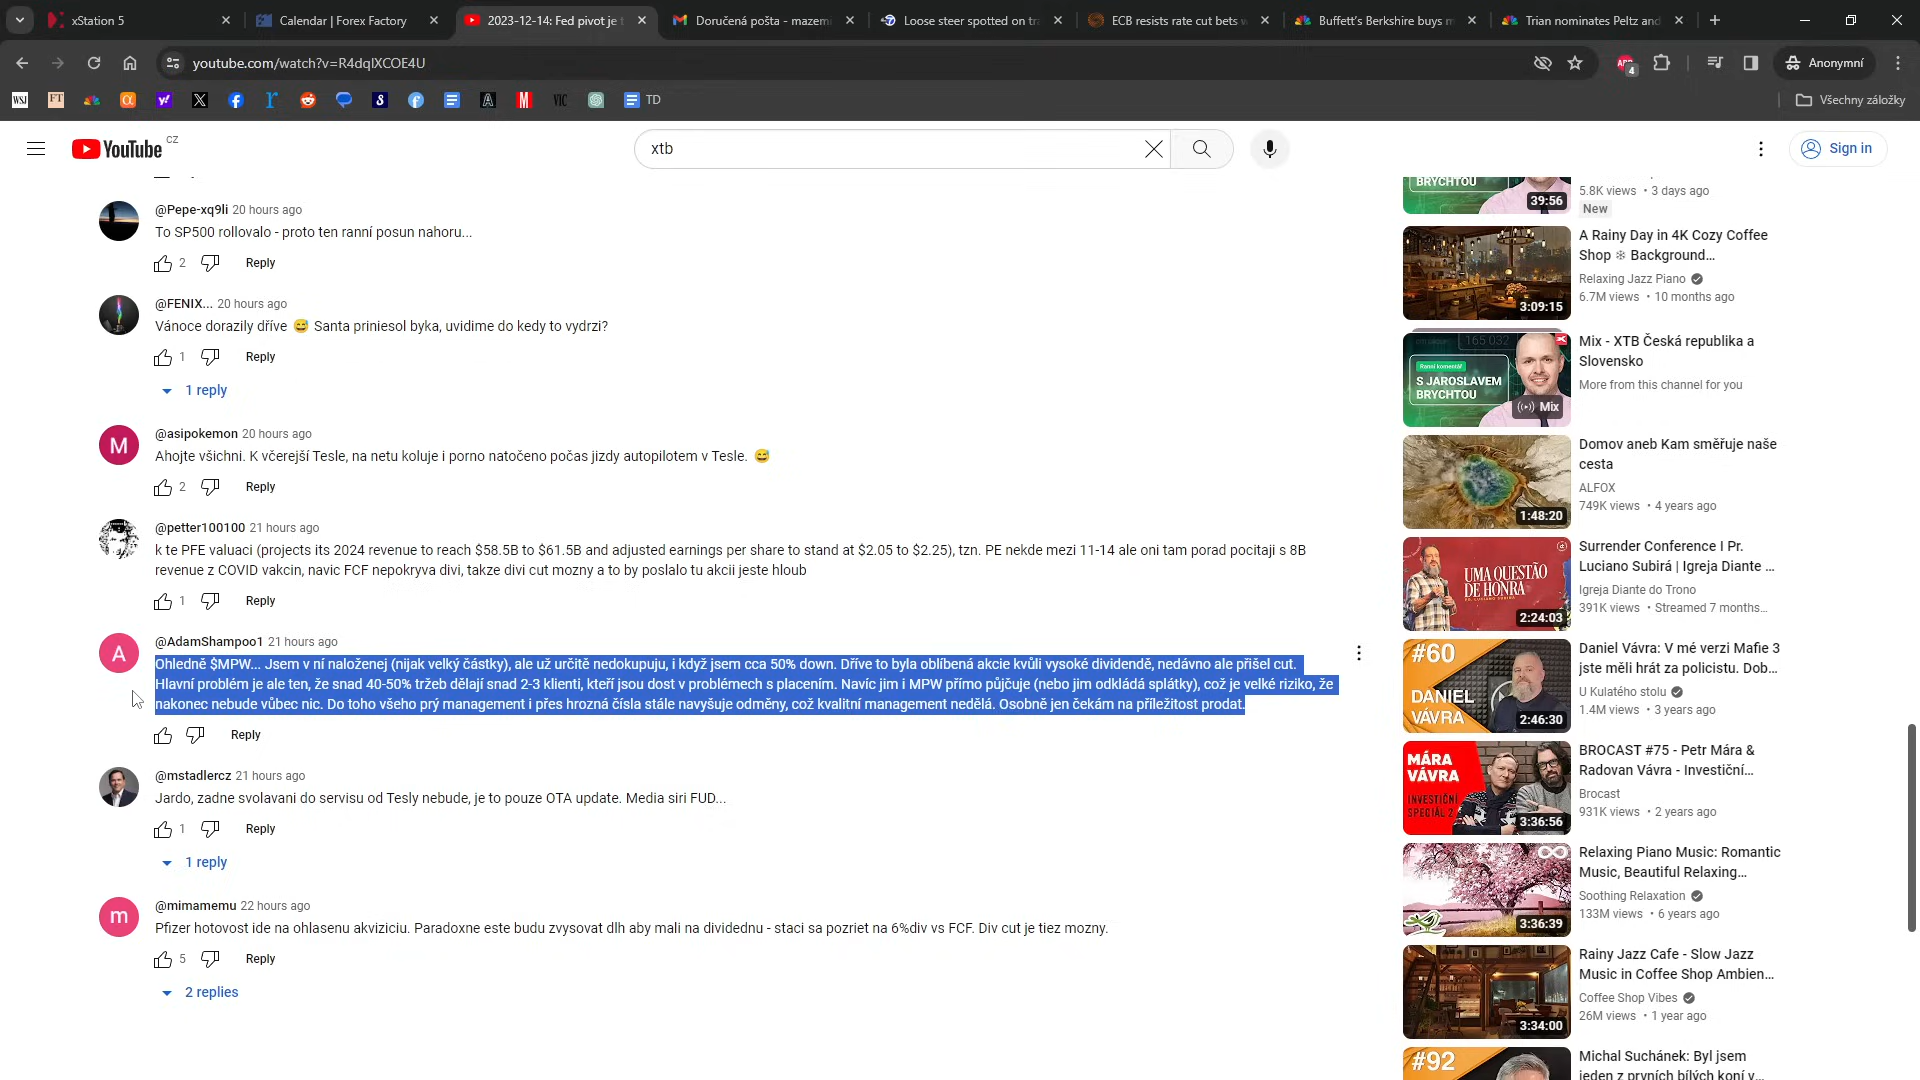 xStation 5
Calendar | Forex Factory
2023-12-14: Fed pivot je t
Doručená pošta - mazemi
Loose steer spotted on tra
ECB resists rate cut bets w
Buffett's Berkshire buys m
Trian nominates Peltz and
youtube.com/watch?v=R4dqlXCOE4U
4
Anonymní
WSJ
FT
VIC
TD
Všechny záložky
YouTube CZ
xtb
Sign in
@Pepe-xq9li 20 hours ago
To SP500 rollovalo - proto ten ranní posun nahoru...
2 Reply
@FENIX... 20 hours ago
Vánoce dorazily dříve 😅 Santa priniesol byka, uvidime do kedy to vydrzi?
1 Reply
1 reply
M
@asipokemon 20 hours ago
Ahojte všichni. K včerejší Tesle, na netu koluje i porno natočeno počas jizdy autopilotem v Tesle. 😅
2 Reply
@petter100100 21 hours ago
k te PFE valuaci (projects its 2024 revenue to reach $58.5B to $61.5B and adjusted earnings per share to stand at $2.05 to $2.25), tzn. PE nekde mezi 11-14 ale oni tam porad pocitaji s 8B
revenue z COVID vakcin, navic FCF nepokryva divi, takze divi cut mozny a to by poslalo tu akcii jeste hloub
1 Reply
A
@AdamShampoo1 21 hours ago
Ohledně $MPW... Jsem v ní naloženej (nijak velký částky), ale už určitě nedokupuju, i když jsem cca 50% down. Dříve to byla oblíbená akcie kvůli vysoké dividendě, nedávno ale přišel cut.
Hlavní problém je ale ten, že snad 40-50% tržeb dělají snad 2-3 klienti, kteří jsou dost v problémech s placením. Navíc jim i MPW přímo půjčuje (nebo jim odkládá splátky), což je velké riziko, že
nakonec nebude vůbec nic. Do toho všeho prý management i přes hrozná čísla stále navyšuje odměny, což kvalitní management nedělá. Osobně jen čekám na příležitost prodat.
Reply
@mstadlercz 21 hours ago
Jardo, zadne svolavani do servisu od Tesly nebude, je to pouze OTA update. Media siri FUD...
1 Reply
1 reply
m
@mimamemu 22 hours ago
Pfizer hotovost ide na ohlasenu akviziciu. Paradoxne este budu zvysovat dlh aby mali na dividednu - staci sa pozriet na 6%div vs FCF. Div cut je tiez mozny.
5 Reply
2 replies
BRYCHTOU
39:56
5.8K views • 3 days ago
New
3:09:15
A Rainy Day in 4K Cozy Coffee
Shop ❄ Background...
Relaxing Jazz Piano
6.7M views • 10 months ago
165 032
Ranní komentář
S JAROSLAVEM
BRYCHTOU
Mix
Mix - XTB Česká republika a
Slovensko
More from this channel for you
1:48:20
Domov aneb Kam směřuje naše
cesta
ALFOX
749K views • 4 years ago
UMA QUESTÃO
DE HONRA
2:24:03
Surrender Conference I Pr.
Luciano Subirá | Igreja Diante ...
Igreja Diante do Trono
391K views • Streamed 7 months...
#60
DANIEL
VÁVRA
2:46:30
Daniel Vávra: V mé verzi Mafie 3
jste měli hrát za policistu. Dob...
U Kulatého stolu
1.4M views • 3 years ago
MÁRA
VÁVRA
INVESTIČNÍ
SPECIÁL 2
3:36:56
BROCAST #75 - Petr Mára &
Radovan Vávra - Investiční...
Brocast
931K views • 2 years ago
3:36:39
Relaxing Piano Music: Romantic
Music, Beautiful Relaxing...
Soothing Relaxation
133M views • 6 years ago
3:34:00
Rainy Jazz Cafe - Slow Jazz
Music in Coffee Shop Ambien...
Coffee Shop Vibes
26M views • 1 year ago
#92
Michal Suchánek: Byl jsem
jeden z prvních bílých koní v...